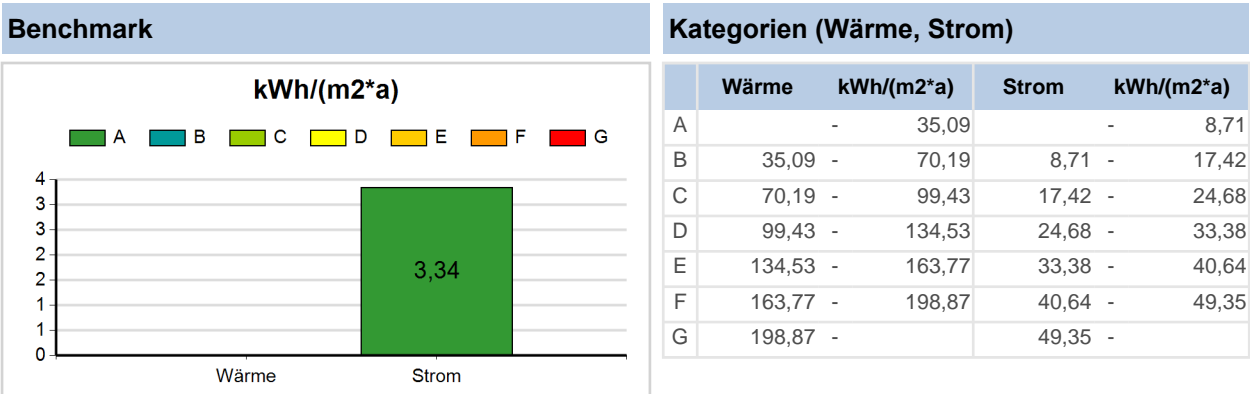 Benchmark
kWh/(m2*a)
A B C D E F G
4
3
3
2
2
1
1
0
3,34
Wärme Strom
Kategorien (Wärme, Strom)
Wärme kWh/(m2*a) Strom kWh/(m2*a)
A - 35,09 - 8,71
B 35,09 - 70,19 8,71 - 17,42
C 70,19 - 99,43 17,42 - 24,68
D 99,43 - 134,53 24,68 - 33,38
E 134,53 - 163,77 33,38 - 40,64
F 163,77 - 198,87 40,64 - 49,35
G 198,87 - 49,35 -